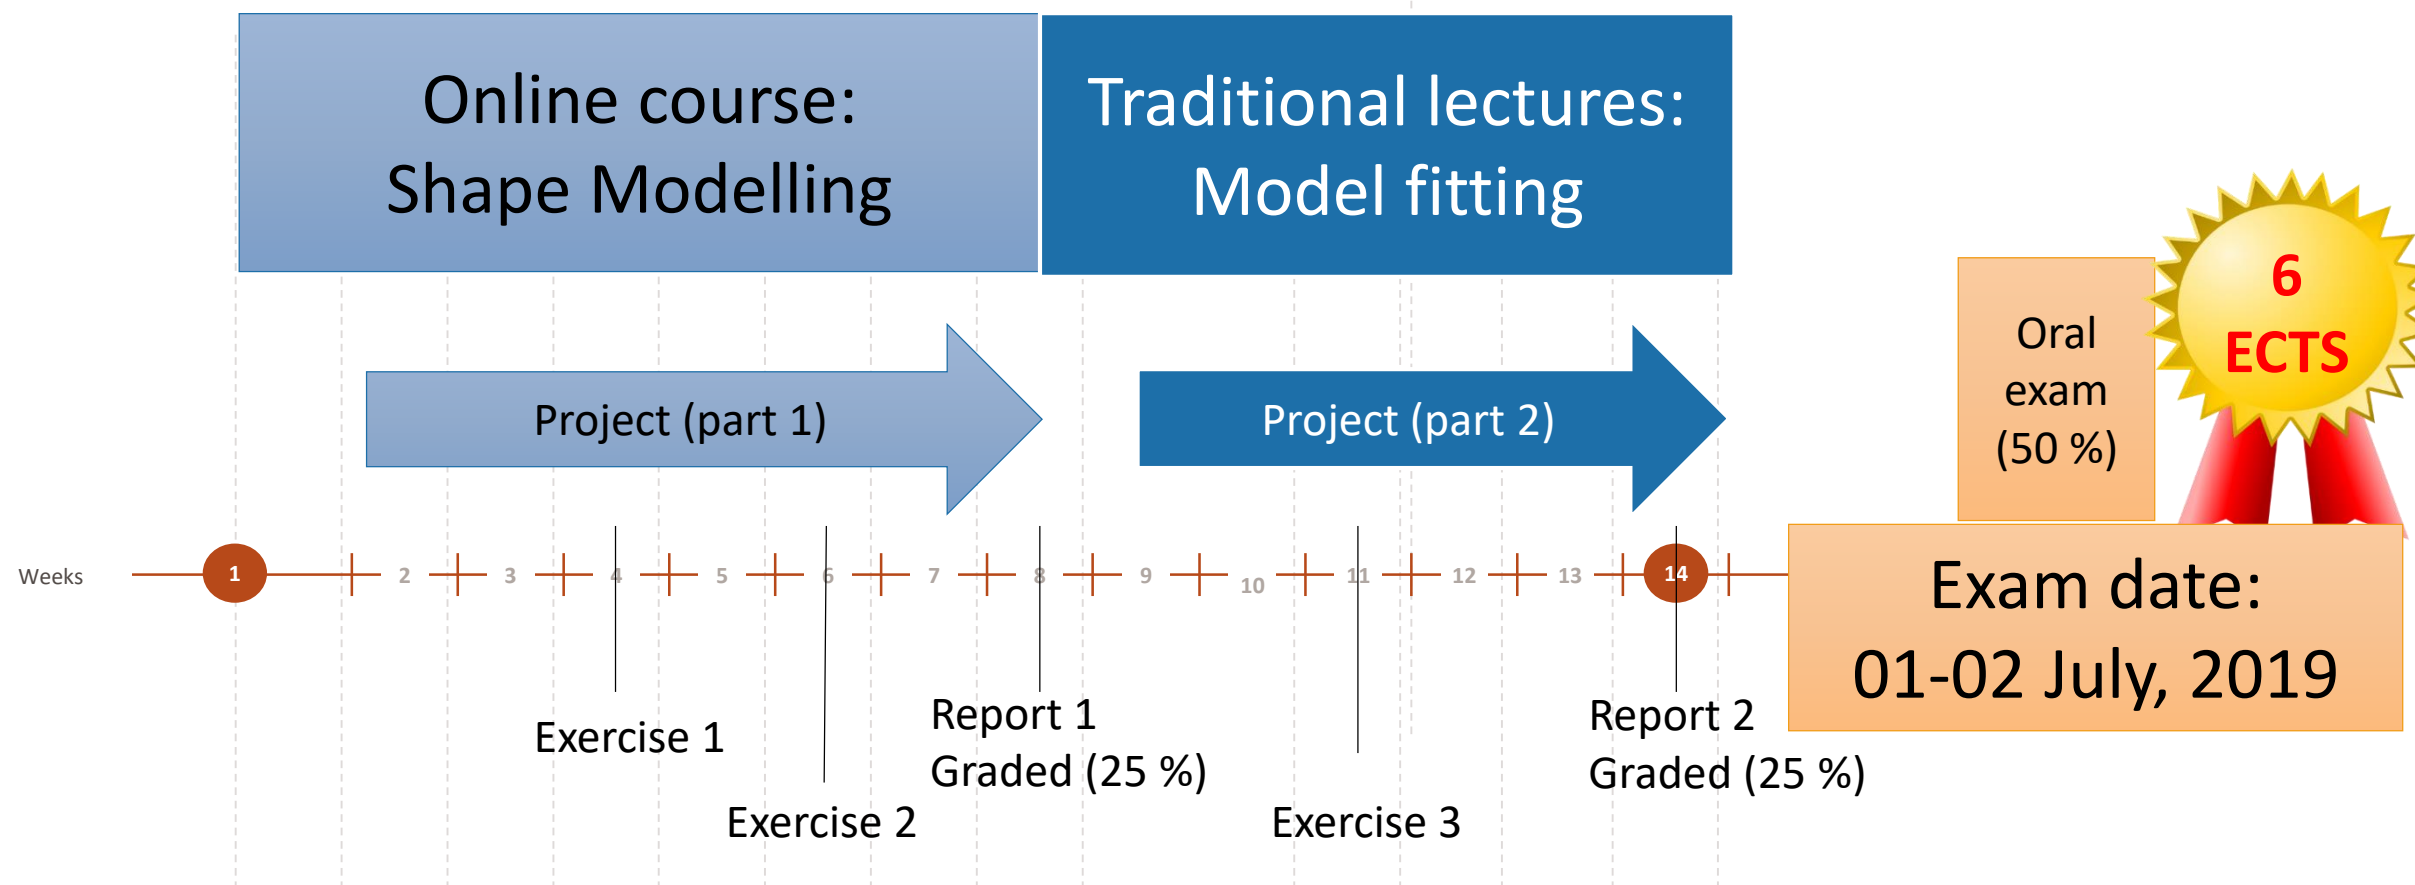 Online course:
Shape Modelling
Traditional lectures:
Model fitting
6
ECTS
Oral
exam
(50 %)
Project (part 1)
Project (part 2)
Weeks
1
2
3
4
5
6
7
8
9
10
11
12
13
14
Exam date:
01-02 July, 2019
Exercise 1
Exercise 2
Report 1
Graded (25 %)
Exercise 3
Report 2
Graded (25 %)